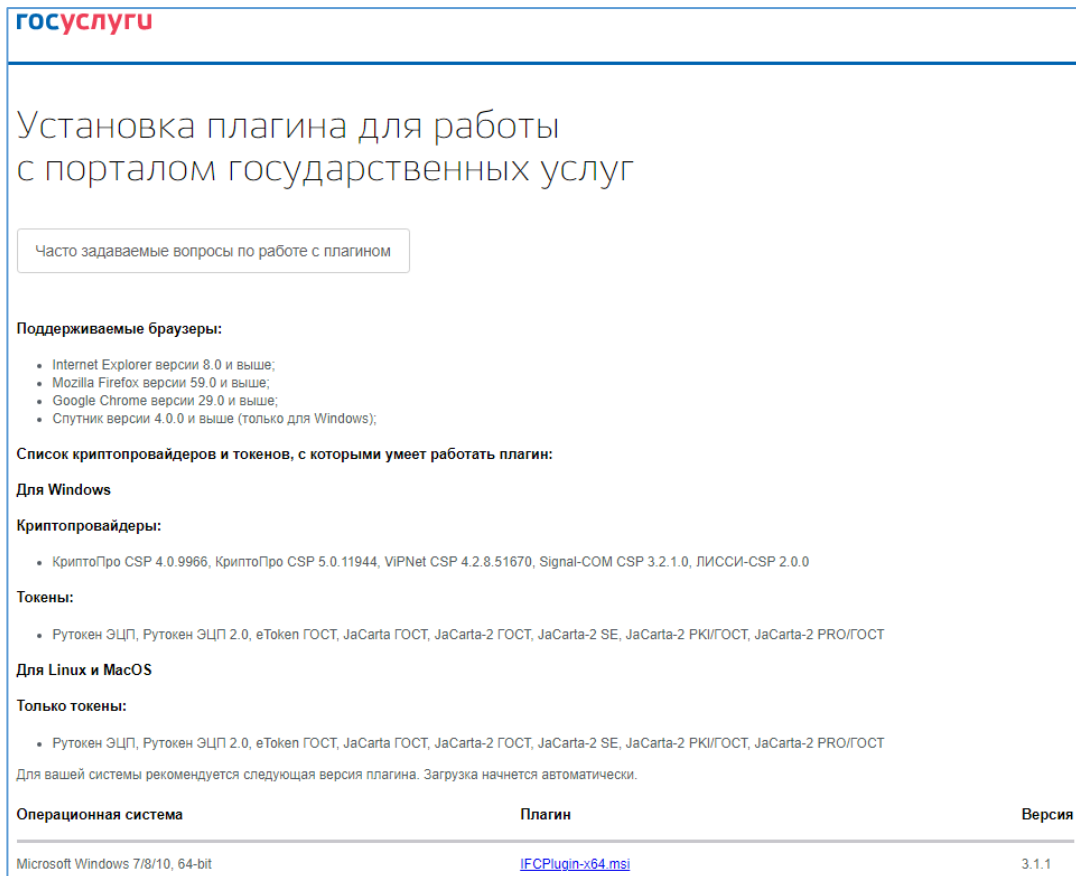 госуслуги
Установка плагина для работы
с порталом государственных услуг
Часто задаваемые вопросы по работе с плагином
Поддерживаемые браузеры:
• Internet Explorer версии 8.0 и выше;
• Mozilla Firefox версии 59.0 и выше;
• Google Chrome версии 29.0 и выше;
• Спутник версии 4.0.0 и выше (только для Windows);
Список криптопровайдеров и токенов, с которыми умеет работать плагин:
Для Windows
Криптопровайдеры:
• КриптоПро CSP 4.0.9966, КриптоПро CSP 5.0.11944, ViPNet CSP 4.2.8.51670, Signal-COM CSP 3.2.1.0, ЛИССИ-CSP 2.0.0
Токены:
• Рутокен ЭЦП, Рутокен ЭЦП 2.0, eToken ГОСТ, JaCarta ГОСТ, JaCarta-2 ГОСТ, JaCarta-2 SE, JaCarta-2 PKI/ГОСТ, JaCarta-2 PRO/ГОСТ
Для Linux и MacOS
Только токены:
• Рутокен ЭЦП, Рутокен ЭЦП 2.0, eToken ГОСТ, JaCarta ГОСТ, JaCarta-2 ГОСТ, JaCarta-2 SE, JaCarta-2 PKI/ГОСТ, JaCarta-2 PRO/ГОСТ
Для вашей системы рекомендуется следующая версия плагина. Загрузка начнется автоматически.
Операционная система Плагин Версия
Microsoft Windows 7/8/10, 64-bit IFCPlugin-x64.msi 3.1.1